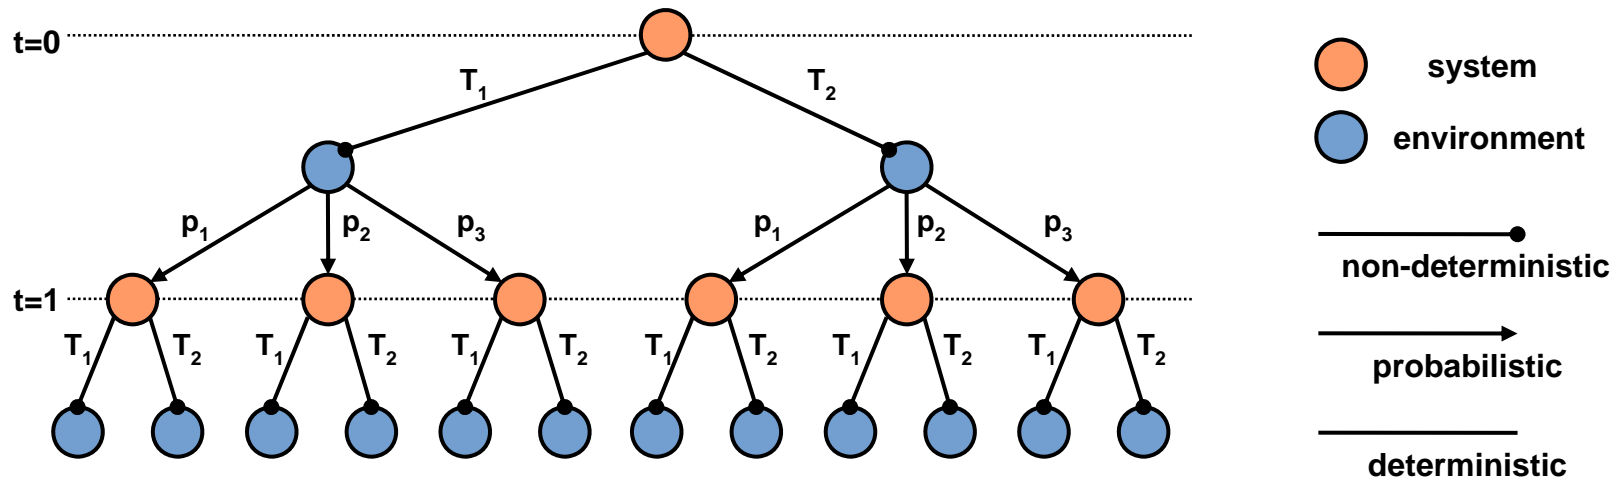 t=0
T1
T2
p1
p2
p3
p1
p2
p3
t=1
T1
T2
T1
T2
T1
T2
T1
T2
T1
T2
T1
T2
system
environment
non-deterministic
probabilistic
deterministic